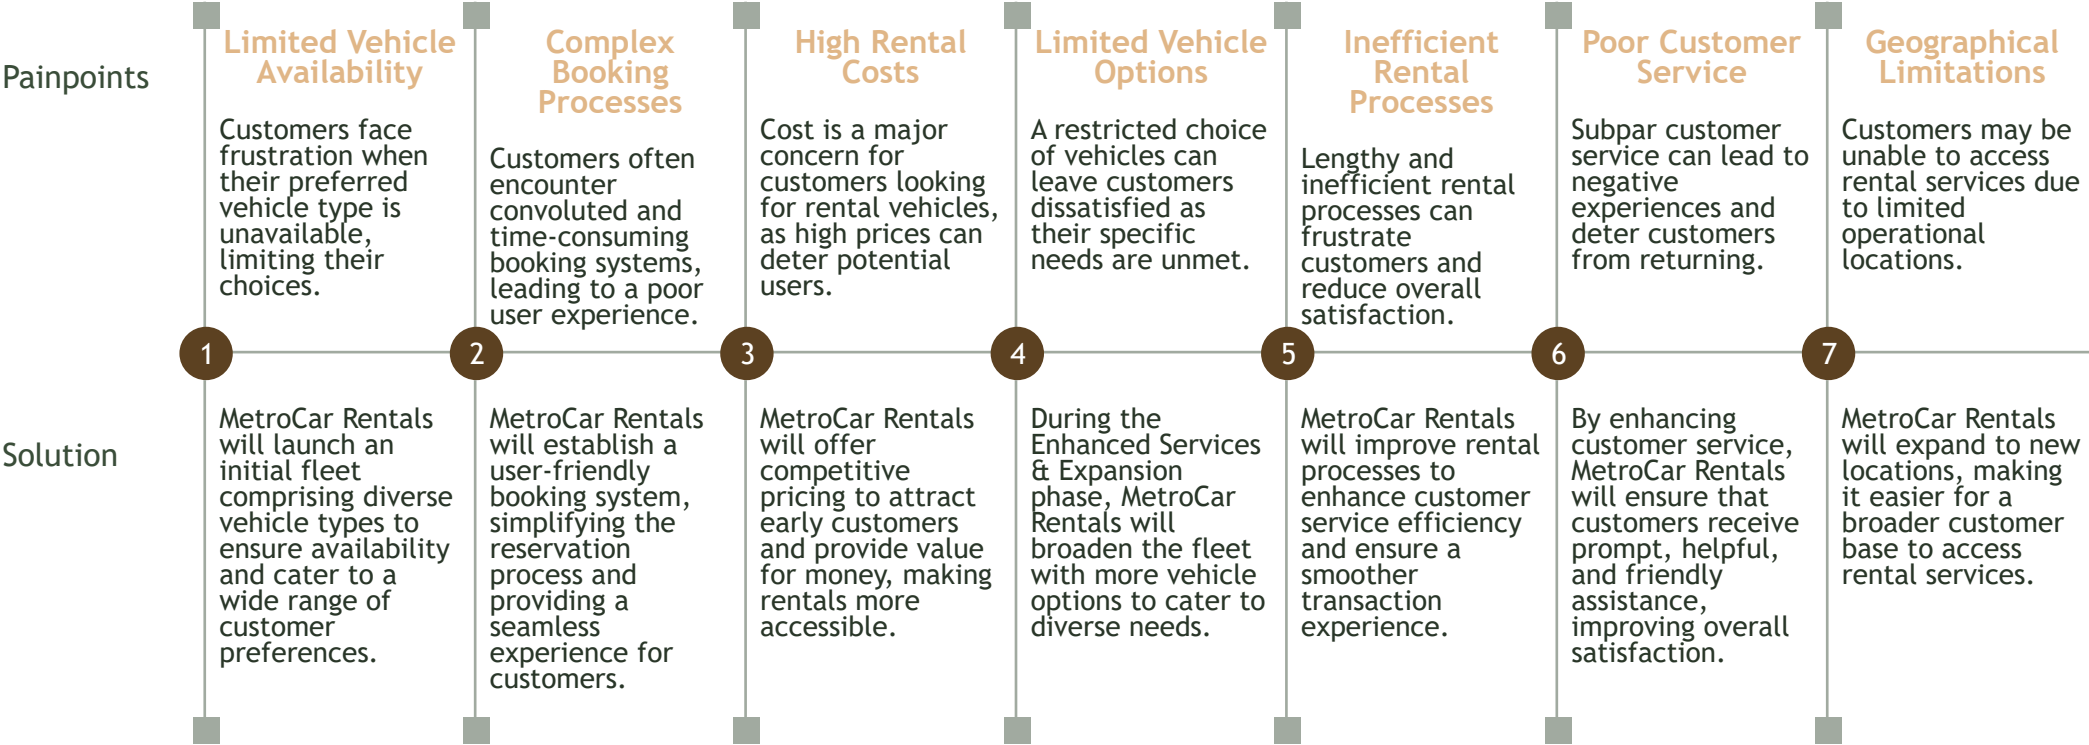 Painpoints
Limited Vehicle
Availability
Customers face
frustration when
their preferred
vehicle type is
unavailable,
limiting their
choices.
Complex
Booking
Processes
Customers often
encounter
convoluted and
time-consuming
booking systems,
leading to a poor
user experience.
High Rental
Costs
Cost is a major
concern for
customers looking
for rental vehicles,
as high prices can
deter potential
users.
Limited Vehicle
Options
A restricted choice
of vehicles can
leave customers
dissatisfied as
their specific
needs are unmet.
Inefficient
Rental
Processes
Lengthy and
inefficient rental
processes can
frustrate
customers and
reduce overall
satisfaction.
Poor Customer
Service
Subpar customer
service can lead to
negative
experiences and
deter customers
from returning.
Geographical
Limitations
Customers may be
unable to access
rental services due
to limited
operational
locations.
1
2
3
4
5
6
7
Solution
MetroCar Rentals
will launch an
initial fleet
comprising diverse
vehicle types to
ensure availability
and cater to a
wide range of
customer
preferences.
MetroCar Rentals
will establish a
user-friendly
booking system,
simplifying the
reservation
process and
providing a
seamless
experience for
customers.
MetroCar Rentals
will offer
competitive
pricing to attract
early customers
and provide value
for money, making
rentals more
accessible.
During the
Enhanced Services
& Expansion
phase, MetroCar
Rentals will
broaden the fleet
with more vehicle
options to cater to
diverse needs.
MetroCar Rentals
will improve rental
processes to
enhance customer
service efficiency
and ensure a
smoother
transaction
experience.
By enhancing
customer service,
MetroCar Rentals
will ensure that
customers receive
prompt, helpful,
and friendly
assistance,
improving overall
satisfaction.
MetroCar Rentals
will expand to new
locations, making
it easier for a
broader customer
base to access
rental services.